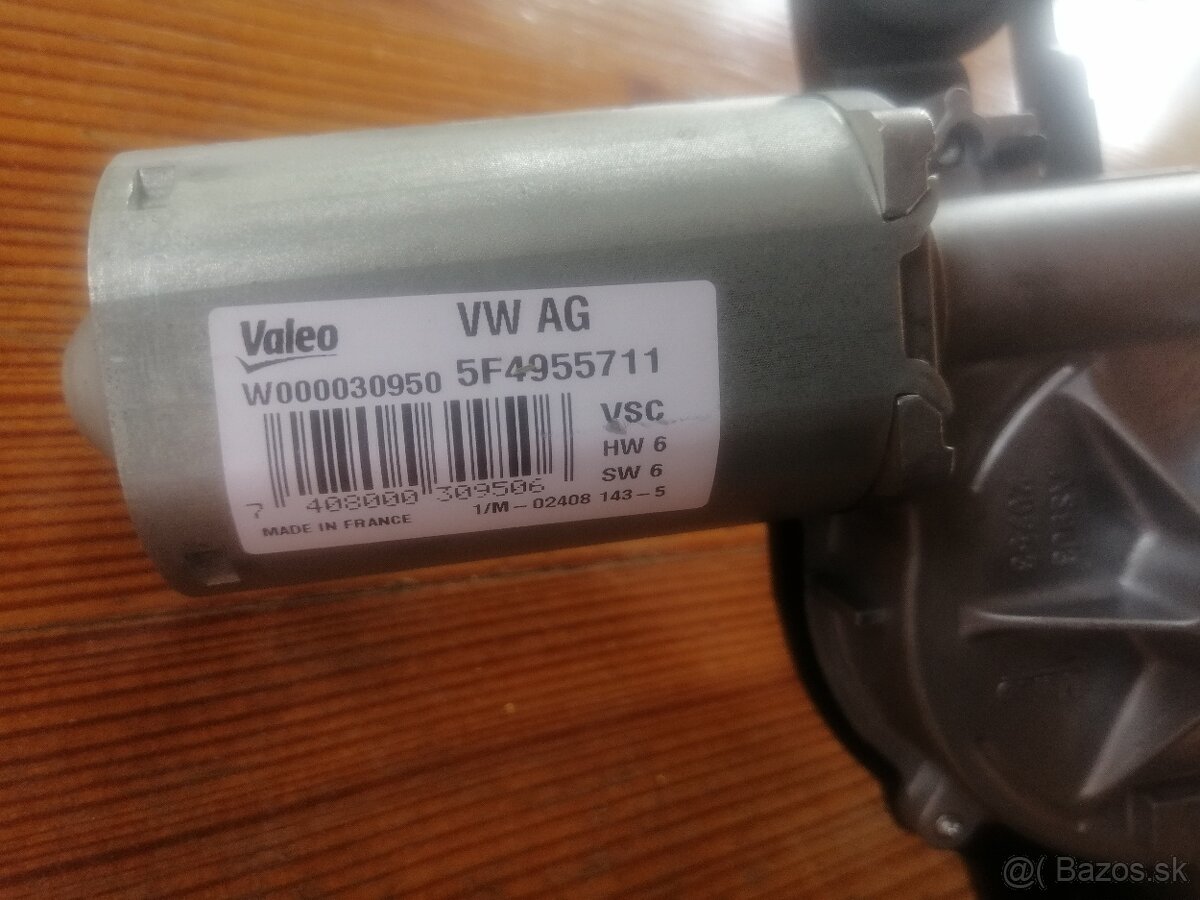 Valeo VW AG
W000030950 5F4955711
VSC
HW 6
SW 6
7 408000 309506
1/M - 02408 143 - 5
MADE IN FRANCE
@( Bazos.sk